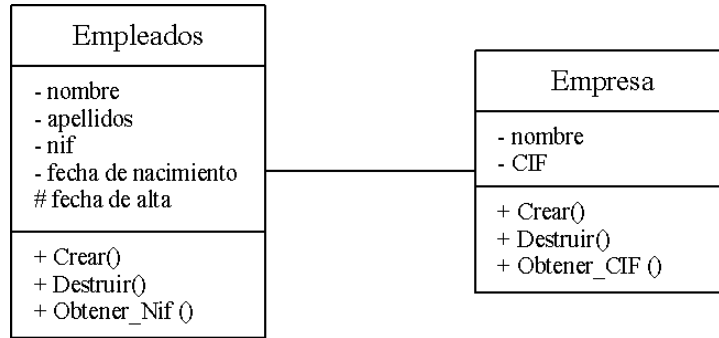 Empleados
- nombre
- apellidos
- nif
- fecha de nacimiento
# fecha de alta
+ Crear()
+ Destruir()
+ Obtener_Nif ()
Empresa
- nombre
- CIF
+ Crear()
+ Destruir()
+ Obtener_CIF ()